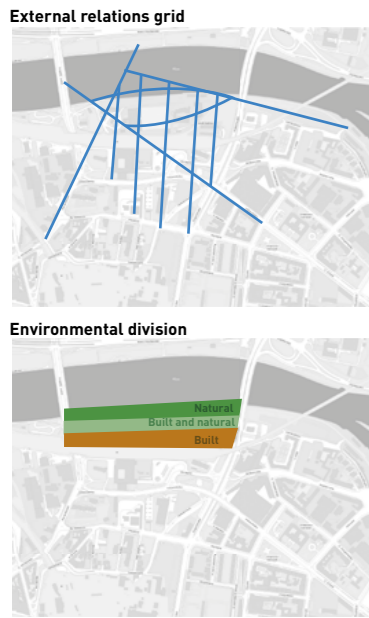 External relations grid
Environmental division
Natural
Built and natural
Built